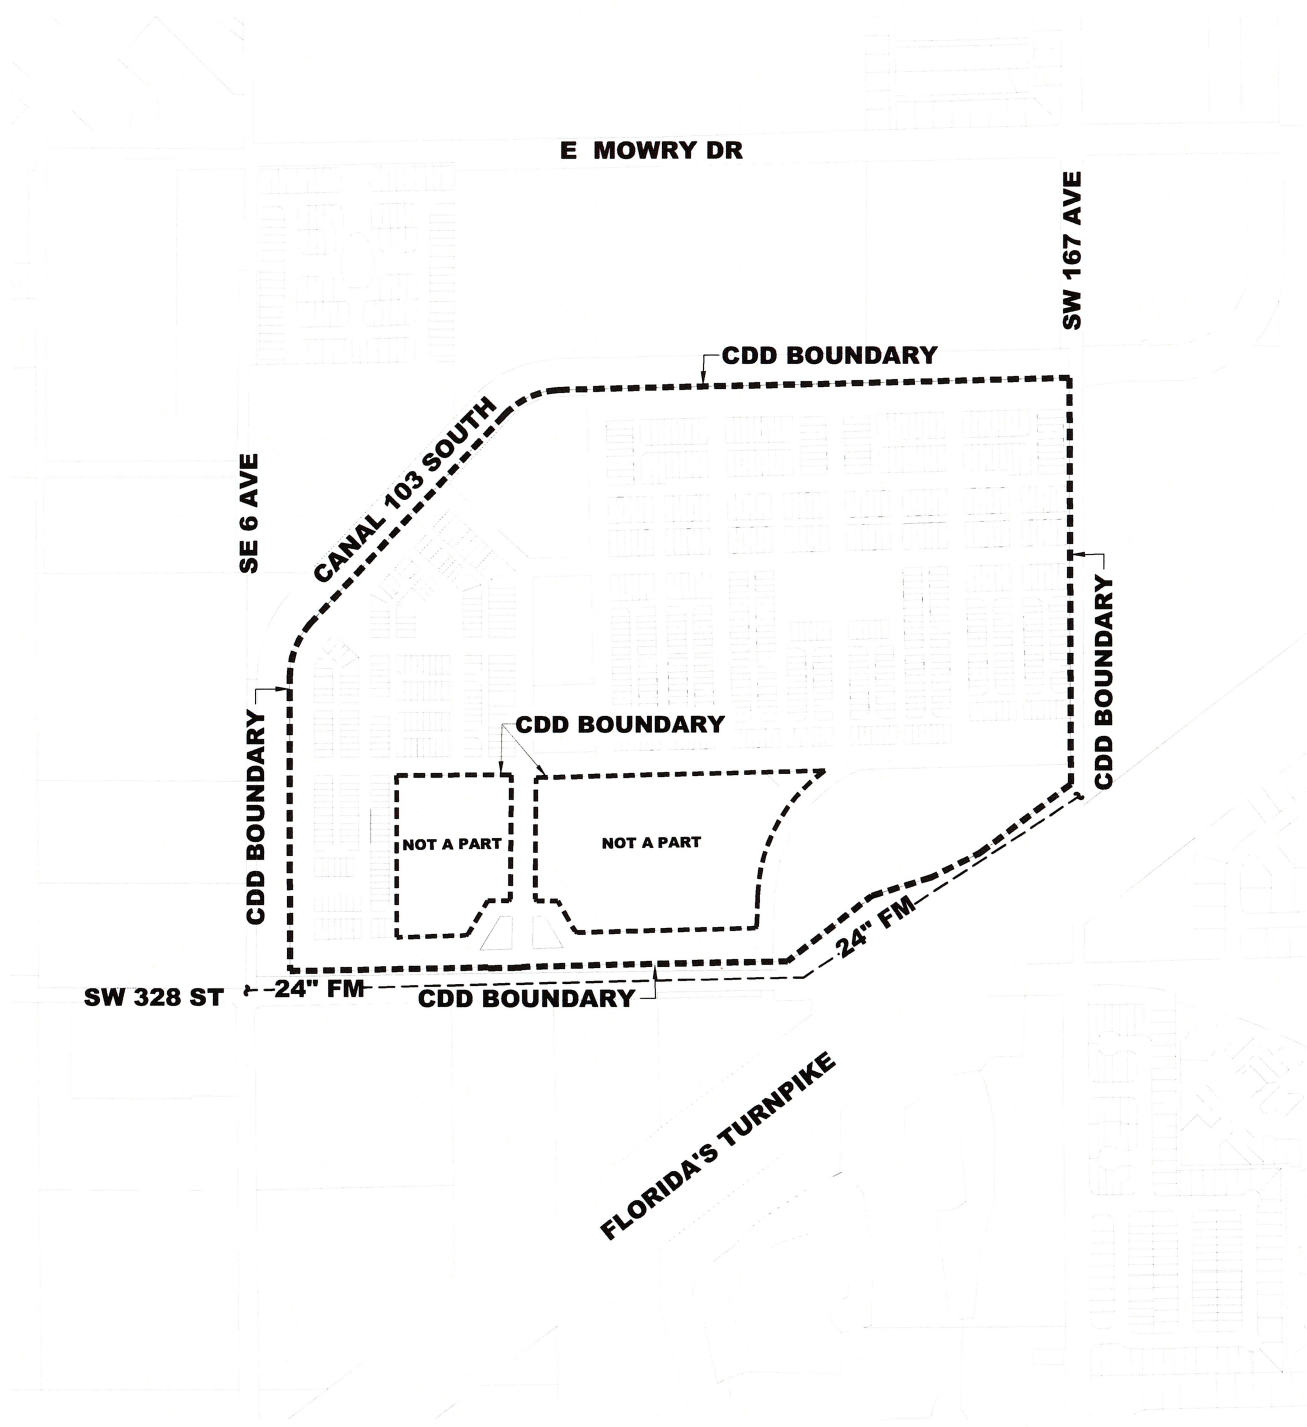 E MOWRY DR
SW 167 AVE
CDD BOUNDARY
CANAL 103 SOUTH
SE 6 AVE
CDD BOUNDARY
CDD BOUNDARY
CDD BOUNDARY
NOT A PART
NOT A PART
24" FM
24" FM
SW 328 ST
CDD BOUNDARY
FLORIDA'S TURNPIKE